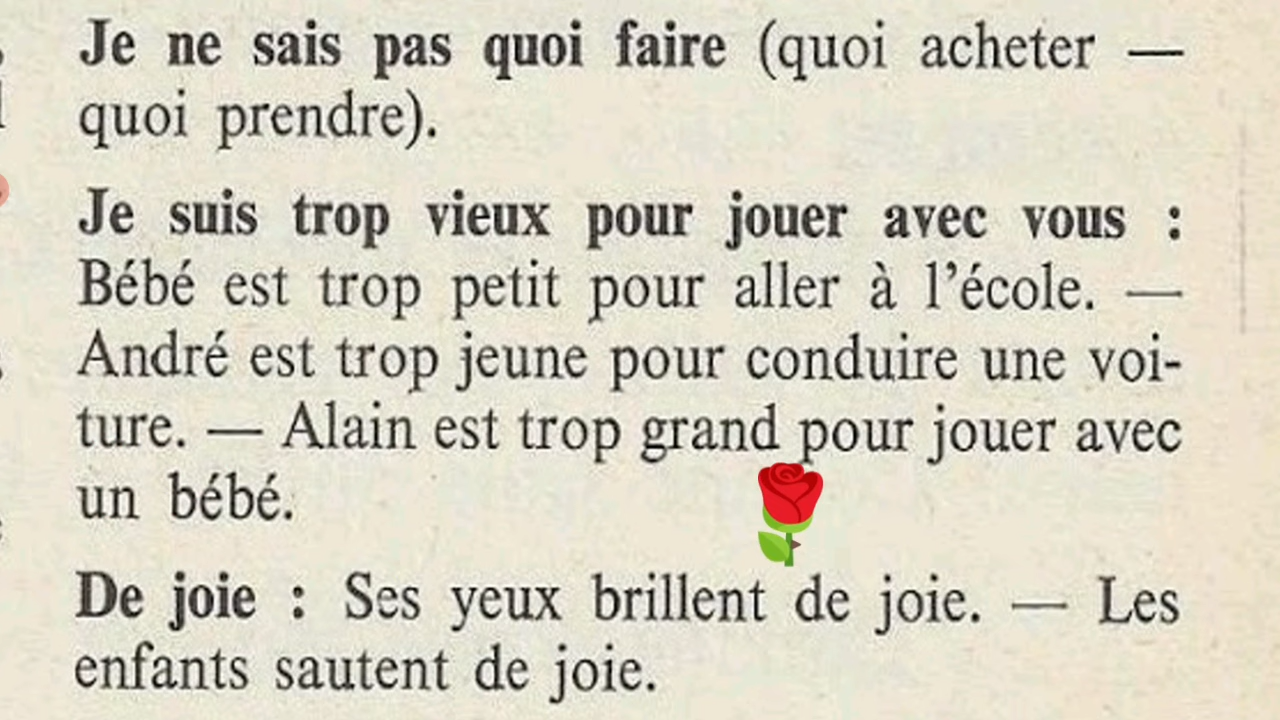 Je ne sais pas quoi faire (quoi acheter —
quoi prendre).
Je suis trop vieux pour jouer avec vous :
Bébé est trop petit pour aller à l’école. —
André est trop jeune pour conduire une voi-
ture. — Alain est trop grand pour jouer avec
un bébé.
De joie : Ses yeux brillent de joie. — Les
enfants sautent de joie.